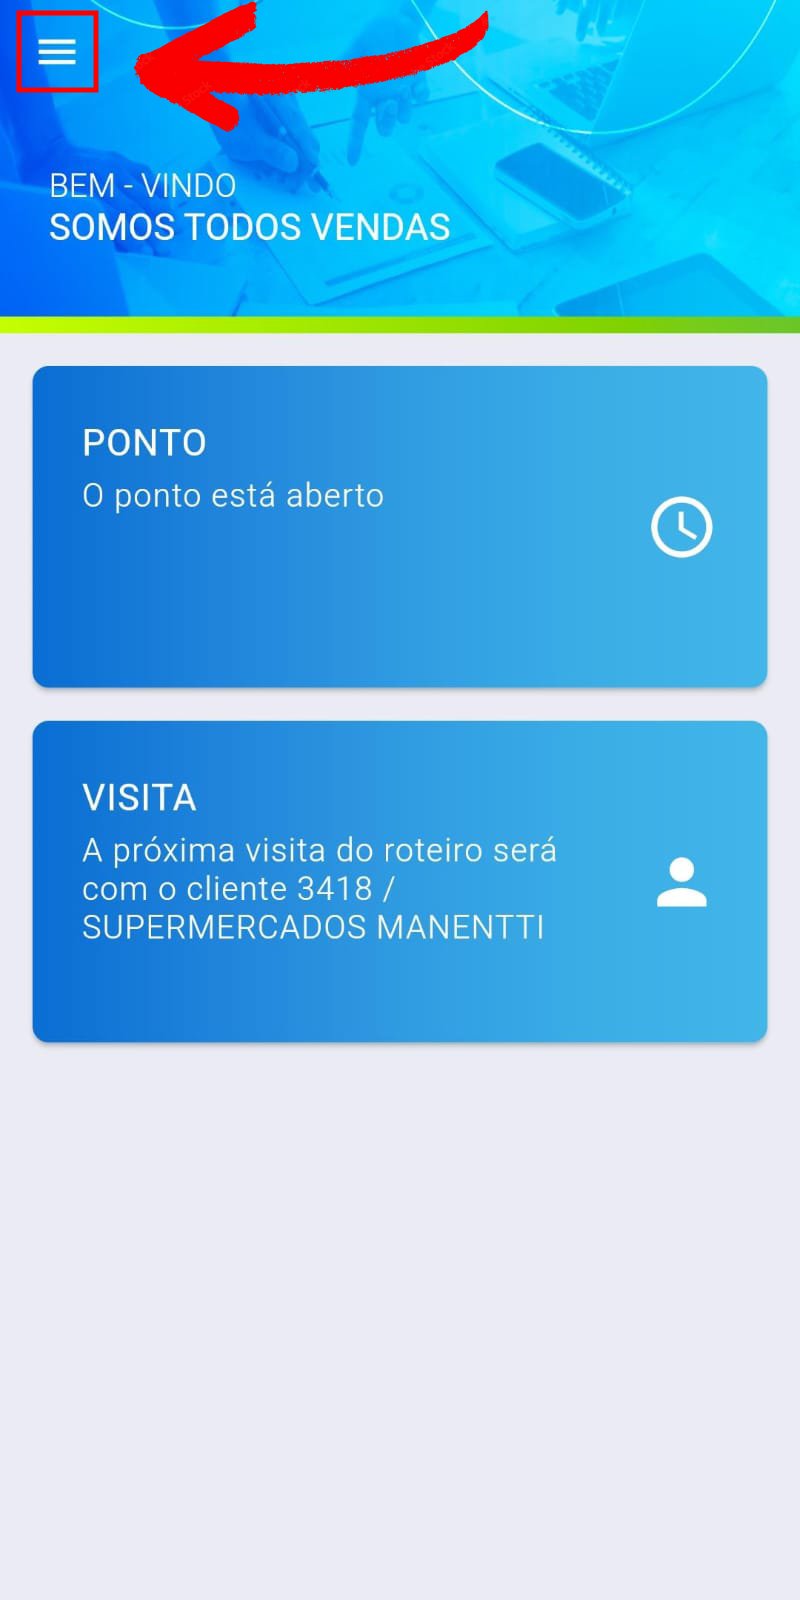 BEM - VINDO
SOMOS TODOS VENDAS
PONTO
O ponto está aberto
VISITA
A próxima visita do roteiro será
com o cliente 3418 /
SUPERMERCADOS MANENTTI